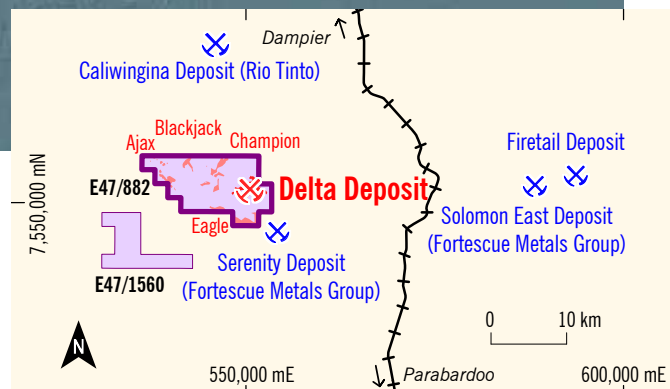 Dampier
Caliwingina Deposit (Rio Tinto)
Blackjack
Ajax
Champion
Firetail Deposit
E47/882
Delta Deposit
7,550,000 mN
Eagle
Solomon East Deposit
(Fortescue Metals Group)
Serenity Deposit
(Fortescue Metals Group)
E47/1560
0
10 km
N
550,000 mE
Parabardoo
600,000 mE